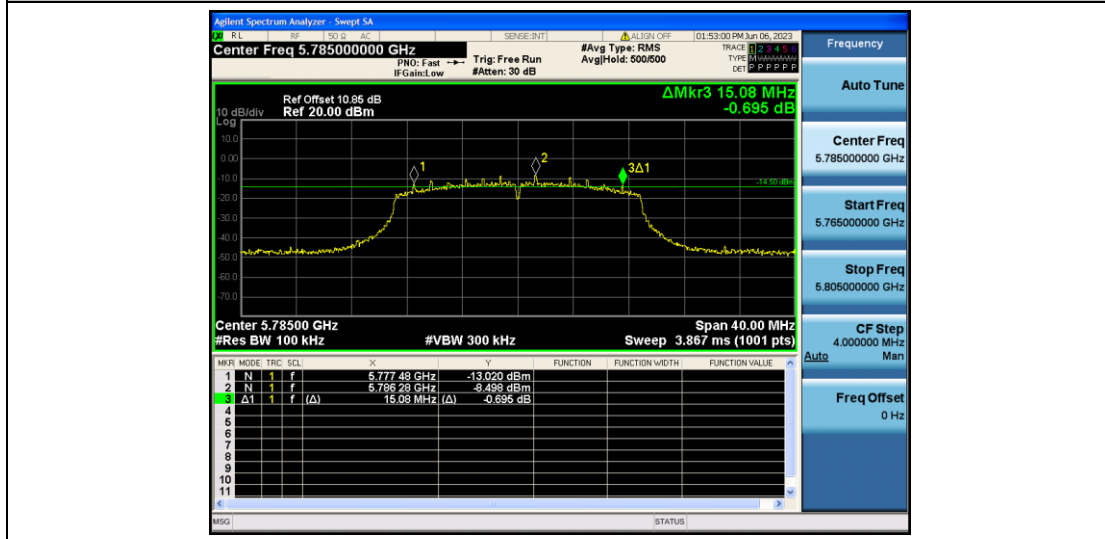 Agilent Spectrum Analyzer - Swept SA
RL RF 50 Ω AC SENSE:INT ALIGN OFF 01:53:00 PM Jun 06, 2023
Center Freq 5.785000000 GHz
PNO: Fast
IFGain:Low
Trig: Free Run
#Atten: 30 dB
#Avg Type: RMS
Avg|Hold: 500/500
TRACE 1 2 3 4 5 6
TYPE M
DET P P P P P P
ΔMkr3 15.08 MHz
-0.695 dB
Ref Offset 10.85 dB
10 dB/div Ref 20.00 dBm
Log
10.0
0.00
-10.0
-20.0
-30.0
-40.0
-50.0
-60.0
-70.0
1
2
3Δ1
-14.50 dBm
Center 5.78500 GHz Span 40.00 MHz
#Res BW 100 kHz #VBW 300 kHz Sweep 3.867 ms (1001 pts)
MKR MODE TRC SCL X Y FUNCTION FUNCTION WIDTH FUNCTION VALUE
1 N 1 f 5.777 48 GHz -13.020 dBm
2 N 1 f 5.786 28 GHz -8.498 dBm
3 Δ1 1 f (Δ) 15.08 MHz (Δ) -0.695 dB
4
5
6
7
8
9
10
11
MSG STATUS
Frequency
Auto Tune
Center Freq
5.785000000 GHz
Start Freq
5.765000000 GHz
Stop Freq
5.805000000 GHz
CF Step
4.000000 MHz
Auto Man
Freq Offset
0 Hz